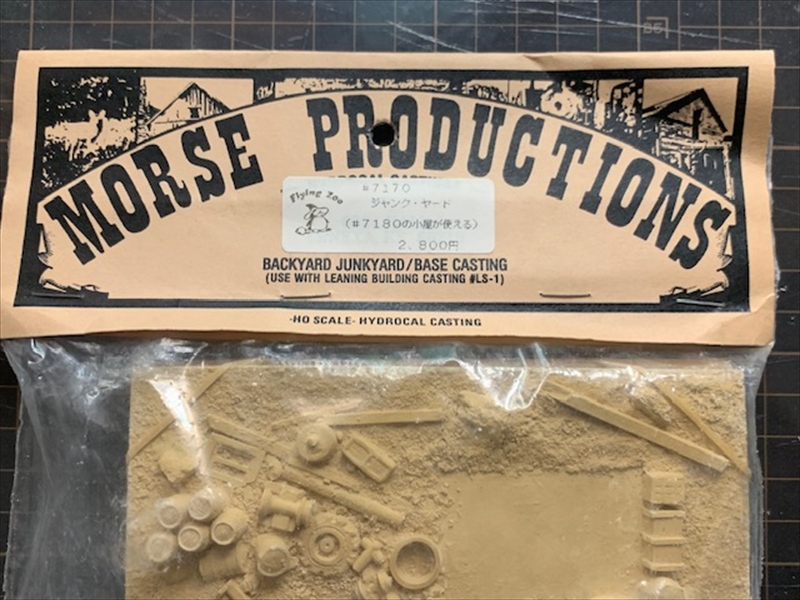 MORSE PRODUCTIONS
#7170
Flying Zoo
ジャンク・ヤード
(#7180の小屋が使える)
2,800円
BACKYARD JUNKYARD/BASE CASTING
(USE WITH LEANING BUILDING CASTING #LS-1)
-HO SCALE- HYDROCAL CASTING